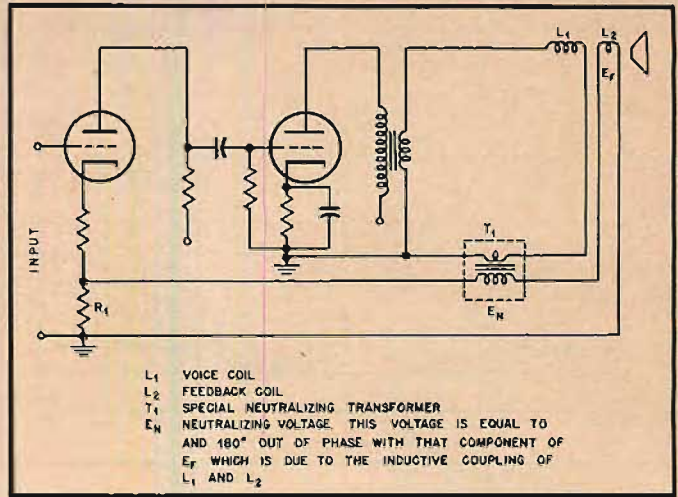 L1
L2
EF
INPUT
T1
R1
EN
L1 VOICE COIL
L2 FEEDBACK COIL
T1 SPECIAL NEUTRALIZING TRANSFORMER
EN NEUTRALIZING VOLTAGE. THIS VOLTAGE IS EQUAL TO
AND 180° OUT OF PHASE WITH THAT COMPONENT OF
EF WHICH IS DUE TO THE INDUCTIVE COUPLING OF
L1 AND L2